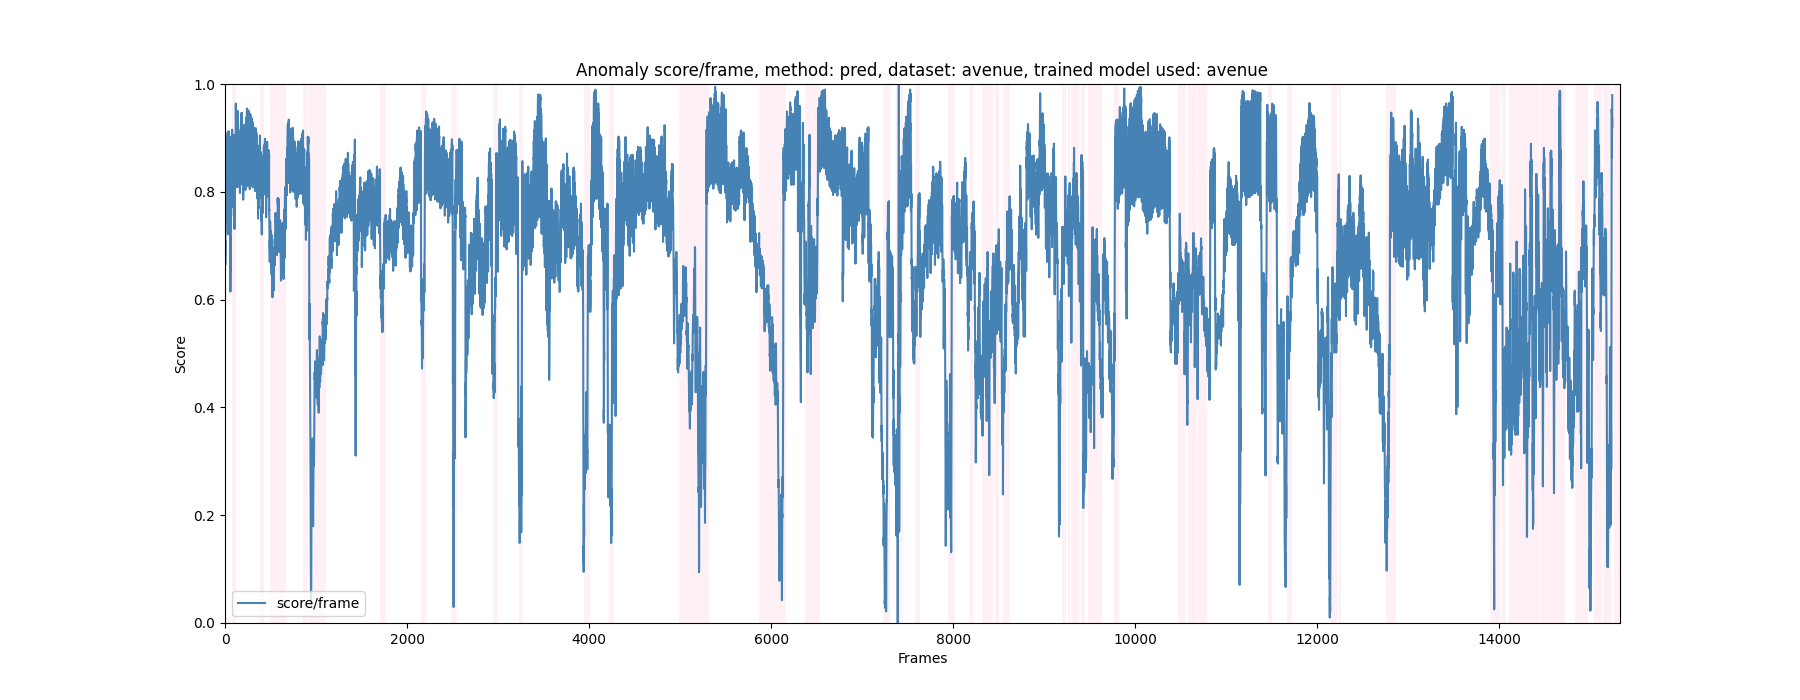 Anomaly score/frame, method: pred, dataset: avenue, trained model used: avenue
1.0
0.8
0.6
0.4
0.2
0.0
Score
score/frame
0 2000 4000 6000 8000 10000 12000 14000
Frames